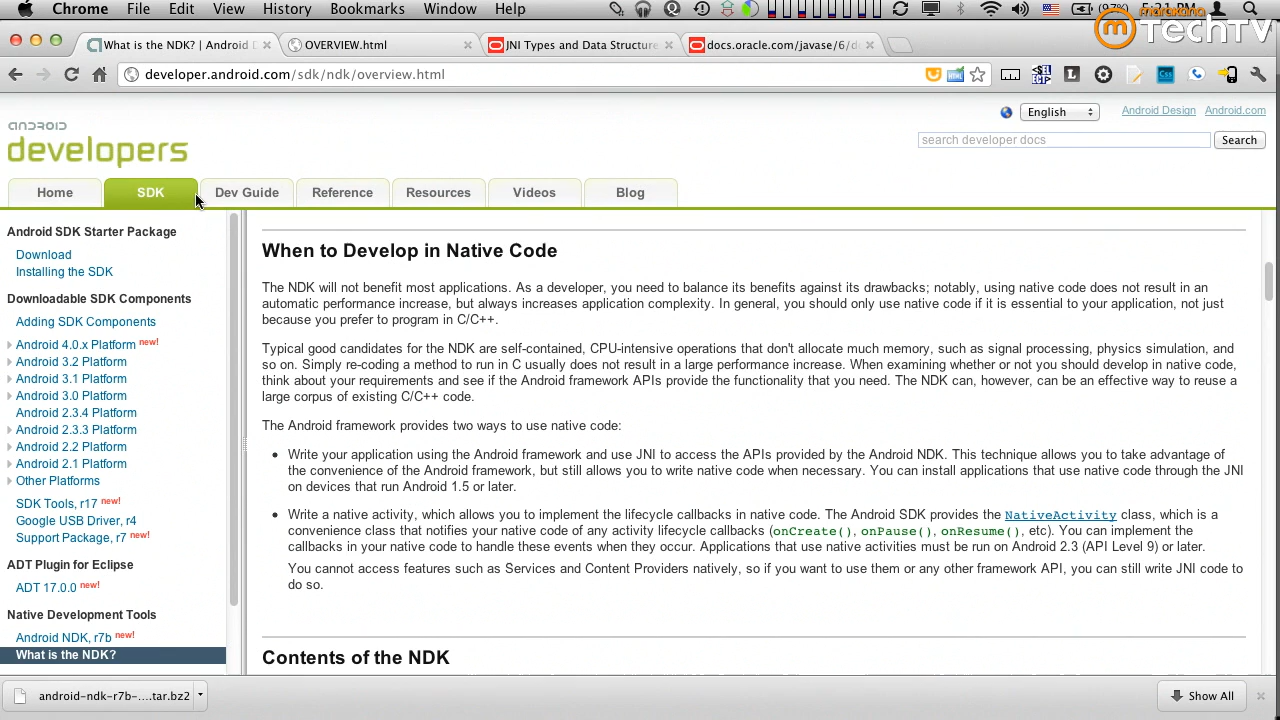 Chrome File Edit View History Bookmarks Window Help
marakana
TechTV
What is the NDK? | Android D
OVERVIEW.html
JNI Types and Data Structure
docs.oracle.com/javase/6/d
developer.android.com/sdk/ndk/overview.html
English
Android Design
Android.com
ANDROID
developers
search developer docs
Search
Home
SDK
Dev Guide
Reference
Resources
Videos
Blog
Android SDK Starter Package
Download
Installing the SDK
Downloadable SDK Components
Adding SDK Components
Android 4.0.x Platform new!
Android 3.2 Platform
Android 3.1 Platform
Android 3.0 Platform
Android 2.3.4 Platform
Android 2.3.3 Platform
Android 2.2 Platform
Android 2.1 Platform
Other Platforms
SDK Tools, r17 new!
Google USB Driver, r4
Support Package, r7 new!
ADT Plugin for Eclipse
ADT 17.0.0 new!
Native Development Tools
Android NDK, r7b new!
What is the NDK?
When to Develop in Native Code
The NDK will not benefit most applications. As a developer, you need to balance its benefits against its drawbacks; notably, using native code does not result in an
automatic performance increase, but always increases application complexity. In general, you should only use native code if it is essential to your application, not just
because you prefer to program in C/C++.
Typical good candidates for the NDK are self-contained, CPU-intensive operations that don't allocate much memory, such as signal processing, physics simulation, and
so on. Simply re-coding a method to run in C usually does not result in a large performance increase. When examining whether or not you should develop in native code,
think about your requirements and see if the Android framework APIs provide the functionality that you need. The NDK can, however, can be an effective way to reuse a
large corpus of existing C/C++ code.
The Android framework provides two ways to use native code:
• Write your application using the Android framework and use JNI to access the APIs provided by the Android NDK. This technique allows you to take advantage of
the convenience of the Android framework, but still allows you to write native code when necessary. You can install applications that use native code through the JNI
on devices that run Android 1.5 or later.
• Write a native activity, which allows you to implement the lifecycle callbacks in native code. The Android SDK provides the NativeActivity class, which is a
convenience class that notifies your native code of any activity lifecycle callbacks (onCreate(), onPause(), onResume(), etc). You can implement the
callbacks in your native code to handle these events when they occur. Applications that use native activities must be run on Android 2.3 (API Level 9) or later.
You cannot access features such as Services and Content Providers natively, so if you want to use them or any other framework API, you can still write JNI code to
do so.
Contents of the NDK
android-ndk-r7b-....tar.bz2
Show All